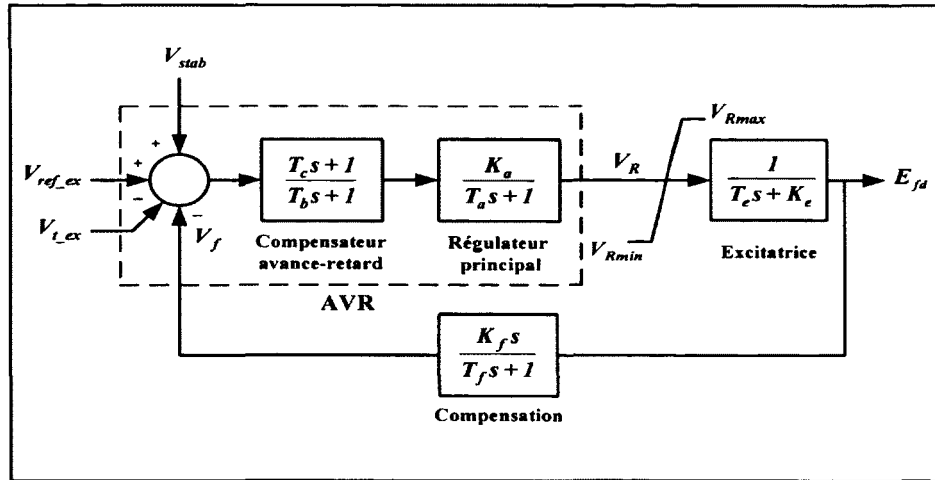 V_stab
+
V_ref_ex
+
−
V_t_ex
−
V_f
T_c s + 1
T_b s + 1
Compensateur
avance-retard
K_a
T_a s + 1
Régulateur
principal
AVR
V_R
V_Rmax
V_Rmin
1
T_e s + K_e
Excitatrice
E_fd
K_f s
T_f s + 1
Compensation